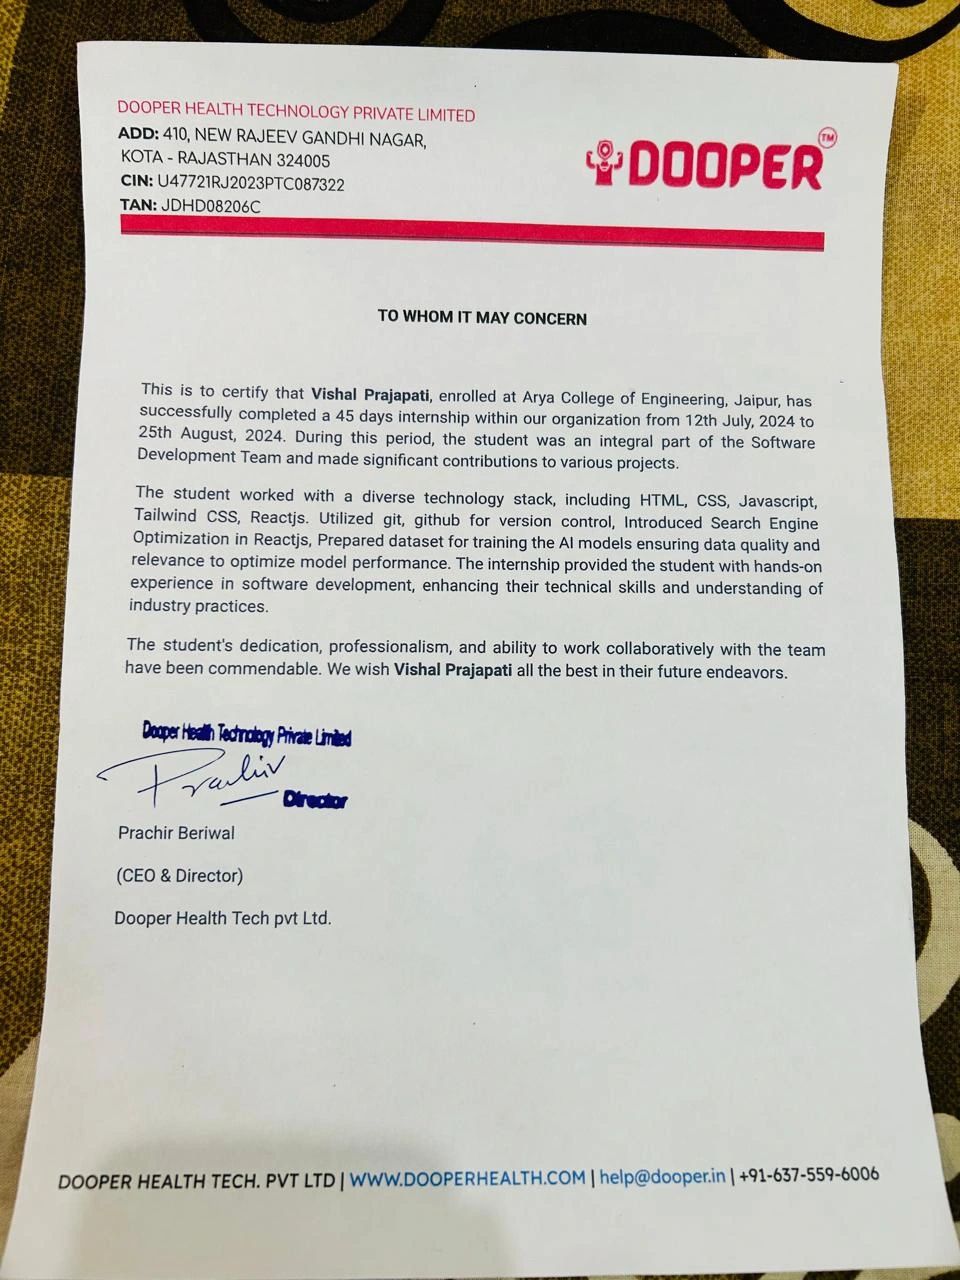 DOOPER HEALTH TECHNOLOGY PRIVATE LIMITED
ADD: 410, NEW RAJEEV GANDHI NAGAR,
KOTA - RAJASTHAN 324005
CIN: U47721RJ2023PTC087322
TAN: JDHD08206C
DOOPER TM
TO WHOM IT MAY CONCERN
This is to certify that Vishal Prajapati, enrolled at Arya College of Engineering, Jaipur, has
successfully completed a 45 days internship within our organization from 12th July, 2024 to
25th August, 2024. During this period, the student was an integral part of the Software
Development Team and made significant contributions to various projects.
The student worked with a diverse technology stack, including HTML, CSS, Javascript,
Tailwind CSS, Reactjs. Utilized git, github for version control, Introduced Search Engine
Optimization in Reactjs, Prepared dataset for training the AI models ensuring data quality and
relevance to optimize model performance. The internship provided the student with hands-on
experience in software development, enhancing their technical skills and understanding of
industry practices.
The student's dedication, professionalism, and ability to work collaboratively with the team
have been commendable. We wish Vishal Prajapati all the best in their future endeavors.
Dooper Health Technology Private Limited
Prachir
Director
Prachir Beriwal
(CEO & Director)
Dooper Health Tech pvt Ltd.
DOOPER HEALTH TECH. PVT LTD | WWW.DOOPERHEALTH.COM | help@dooper.in | +91-637-559-6006